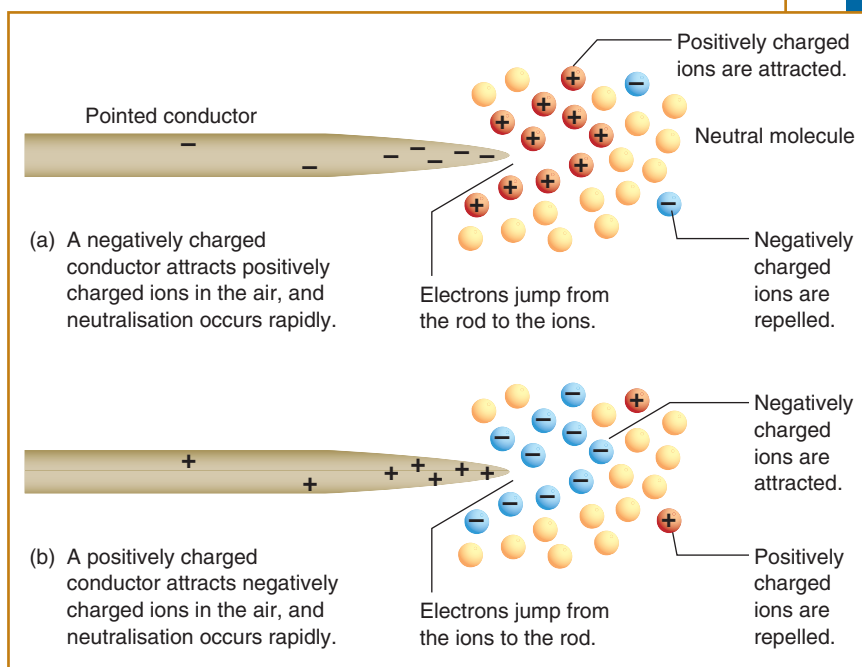 Positively charged
ions are attracted.
Pointed conductor
Neutral molecule
(a) A negatively charged
conductor attracts positively
charged ions in the air, and
neutralisation occurs rapidly.
Electrons jump from
the rod to the ions.
Negatively
charged
ions are
repelled.
Negatively
charged
ions are
attracted.
(b) A positively charged
conductor attracts negatively
charged ions in the air, and
neutralisation occurs rapidly.
Electrons jump from
the ions to the rod.
Positively
charged
ions are
repelled.